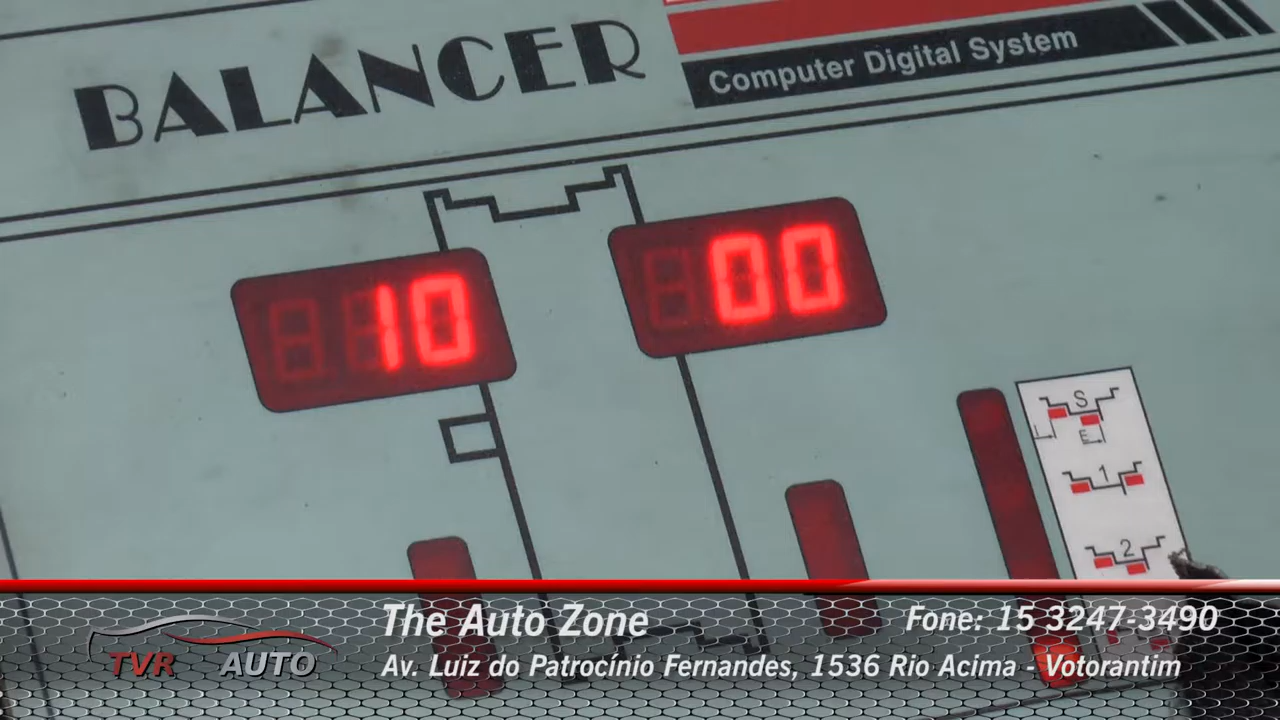 BALANCER
Computer Digital System
10
00
S
L
E
1
2
The Auto Zone
Fone: 15 3247-3490
TVR AUTO
Av. Luiz do Patrocínio Fernandes, 1536 Rio Acima - Votorantim